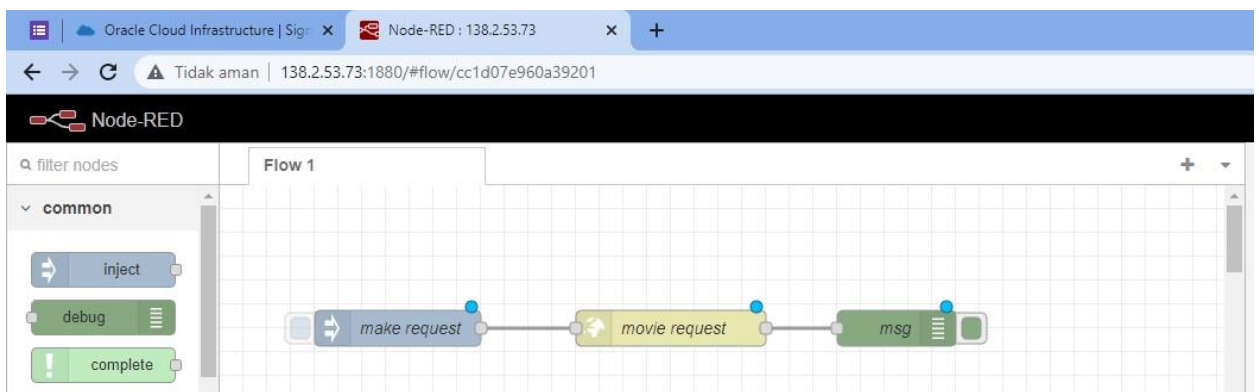 Oracle Cloud Infrastructure | Sign
Node-RED : 138.2.53.73
Tidak aman | 138.2.53.73:1880/#flow/cc1d07e960a39201
Node-RED
filter nodes
Flow 1
common
inject
debug
complete
make request
movie request
msg